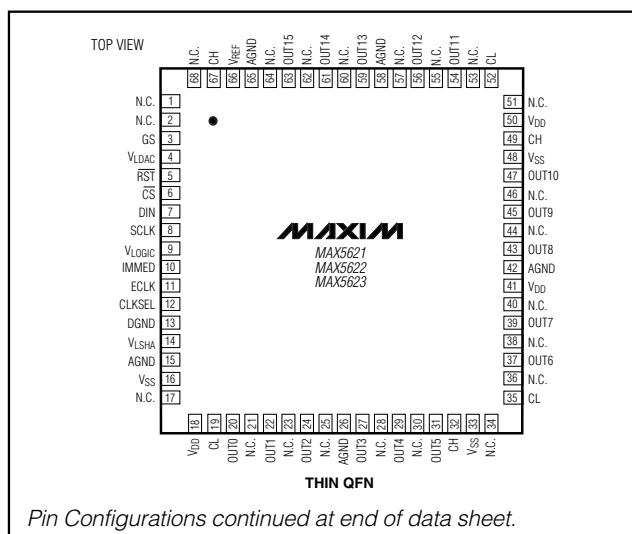 TOP VIEW
N.C. CH VREF AGND N.C. OUT15 N.C. OUT14 N.C. OUT13 AGND N.C. OUT12 N.C. OUT11 N.C. CL
68 67 66 65 64 63 62 61 60 59 58 57 56 55 54 53 52
N.C. 1
N.C. 2
GS 3
VLDAC 4
RST 5
CS 6
DIN 7
SCLK 8
VLOGIC 9
IMMED 10
ECLK 11
CLKSEL 12
DGND 13
VLSHA 14
AGND 15
VSS 16
N.C. 17
MAXIM
MAX5621
MAX5622
MAX5623
51 N.C.
50 VDD
49 CH
48 VSS
47 OUT10
46 N.C.
45 OUT9
44 N.C.
43 OUT8
42 AGND
41 VDD
40 N.C.
39 OUT7
38 N.C.
37 OUT6
36 N.C.
35 CL
18 19 20 21 22 23 24 25 26 27 28 29 30 31 32 33 34
VDD CL OUT0 N.C. OUT1 N.C. OUT2 N.C. AGND OUT3 N.C. OUT4 N.C. OUT5 CH VSS N.C.
THIN QFN
Pin Configurations continued at end of data sheet.